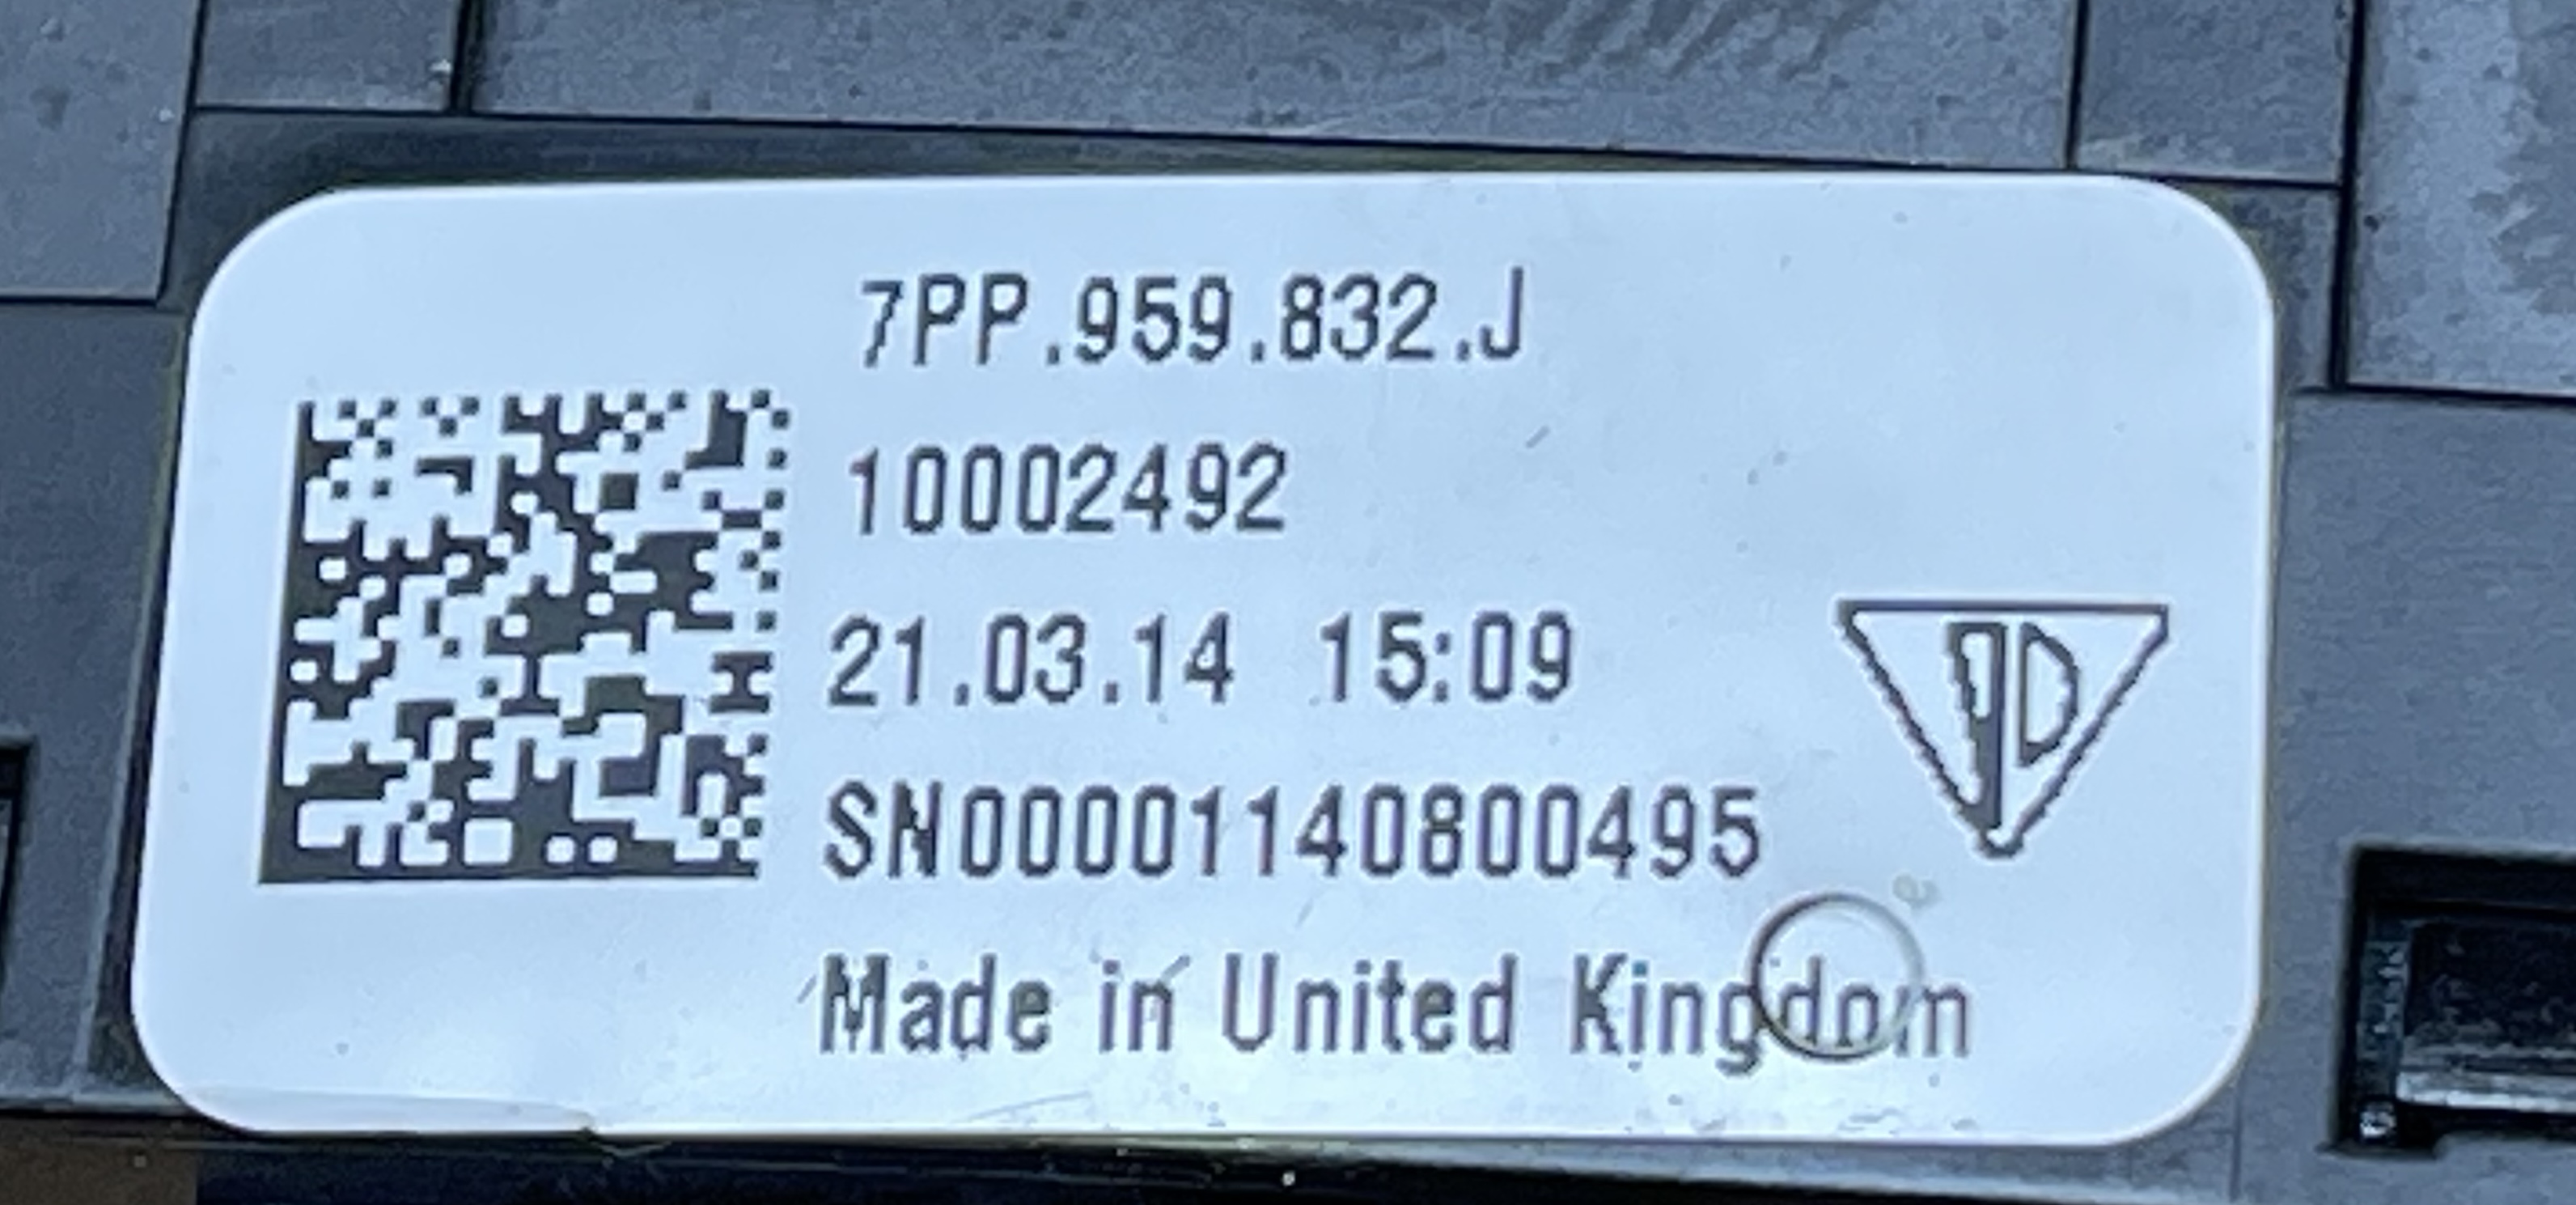 7PP.959.832.J
10002492
21.03.14 15:09
SN00001140800495
Made in United Kingdom